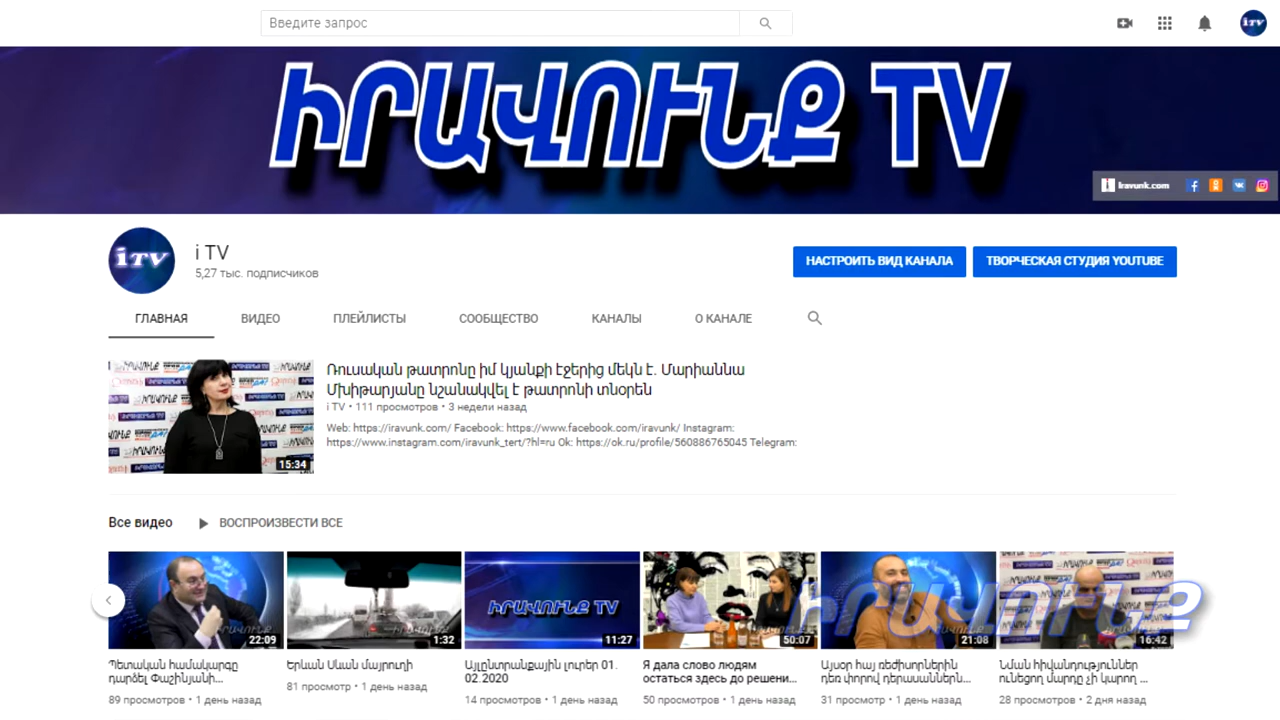 Введите запрос
iTV
ԻՐԱՎՈՒՆՔ TV
Iravunk.com
iTV
i TV
5,27 тыс. подписчиков
НАСТРОИТЬ ВИД КАНАЛА
ТВОРЧЕСКАЯ СТУДИЯ YOUTUBE
ГЛАВНАЯ ВИДЕО ПЛЕЙЛИСТЫ СООБЩЕСТВО КАНАЛЫ О КАНАЛЕ
15:34
Ռուսական թատրոնը իմ կյանքի էջերից մեկն է. Մարիաննա
Մխիթարյանը նշանակվել է թատրոնի տնօրեն
i TV • 111 просмотров • 3 недели назад
Web: https://iravunk.com/ Facebook: https://www.facebook.com/iravunk/ Instagram:
https://www.instagram.com/iravunk_tert/?hl=ru Ok: https://ok.ru/profile/560886765045 Telegram:
Все видео ВОСПРОИЗВЕСТИ ВСЕ
ԻՐԱՎՈՒՆՔ TV
ԻՐԱՎՈՒՆՔ
22:09 1:32 11:27 50:07 21:08 16:42
Պետական համակարգը
դարձել Փաշինյանի...
89 просмотров • 1 день назад
Երևան Սևան մայրուղի
81 просмотр • 1 день назад
Այլընտրանքային լուրեր 01.
02.2020
14 просмотров • 1 день назад
Я дала слово людям
остаться здесь до решени...
50 просмотров • 1 день назад
Այսօր հայ ռեժիսորներին
դեռ փորով դերասաններն...
31 просмотр • 1 день назад
Նման հիվանդություններ
ունեցող մարդը չի կարող ...
28 просмотров • 2 дня назад